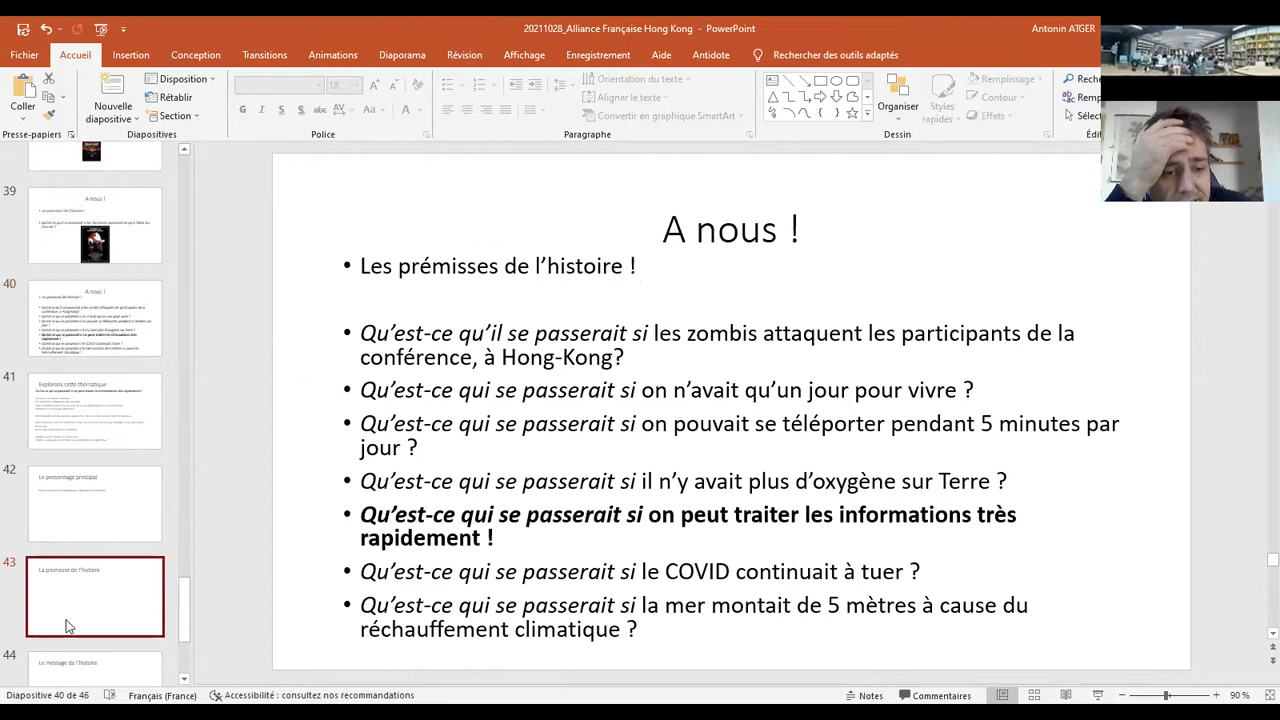 20211028_Alliance Française Hong Kong - PowerPoint
Antonin ATGER
Fichier Accueil Insertion Conception Transitions Animations Diaporama Révision Affichage Enregistrement Aide Antidote Rechercher des outils adaptés
Coller
Nouvelle diapositive
Disposition
Rétablir
Section
18
G I S abc AV Aa A
Orientation du texte
Aligner le texte
Convertir en graphique SmartArt
Organiser
Styles rapides
Remplissage
Contour
Effets
Reche
Remp
Sélect
Presse-papiers Diapositives Police Paragraphe Dessin Édi
39
A nous !
40
A nous !
41
Explorons cette thématique
42
Le personnage principal
43
La promesse de l'histoire
44
Le message de l'histoire
A nous !
• Les prémisses de l'histoire !
• Qu'est-ce qu'il se passerait si les zombis attaquent les participants de la
conférence, à Hong-Kong?
• Qu'est-ce qui se passerait si on n'avait qu'un jour pour vivre ?
• Qu'est-ce qui se passerait si on pouvait se téléporter pendant 5 minutes par
jour ?
• Qu'est-ce qui se passerait si il n'y avait plus d'oxygène sur Terre ?
• Qu'est-ce qui se passerait si on peut traiter les informations très
rapidement !
• Qu'est-ce qui se passerait si le COVID continuait à tuer ?
• Qu'est-ce qui se passerait si la mer montait de 5 mètres à cause du
réchauffement climatique ?
Diapositive 40 de 46 Français (France) Accessibilité : consultez nos recommandations Notes Commentaires 90 %